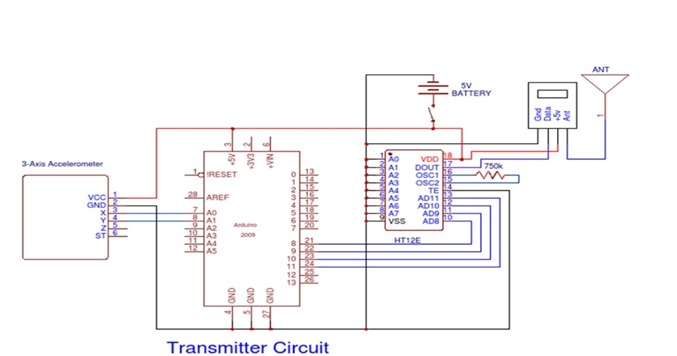 ANT
5V
BATTERY
Gnd
Data
+5v
Ant
1
3-Axis Accelerometer
VCC 1
GND 2
X 3
Y 4
Z 5
ST 6
3 2 6
+5V
+3V3
+VIN
1 !RESET
28 AREF
7 A0
8 A1
9 A2
10 A3
11 A4
12 A5
Arduino
2009
0 13
1 14
2 15
3 16
4 17
5 18
6 19
7 20
8 21
9 22
10 23
11 24
12 25
13 26
GND
GND
GND
4 5 27
1 A0 VDD 18
2 A1 DOUT 17
3 A2 OSC1 16
4 A3 OSC2 15
5 A4 TE 14
6 A5 AD11 13
7 A6 AD10 12
8 A7 AD9 11
9 VSS AD8 10
750k
HT12E
Transmitter Circuit